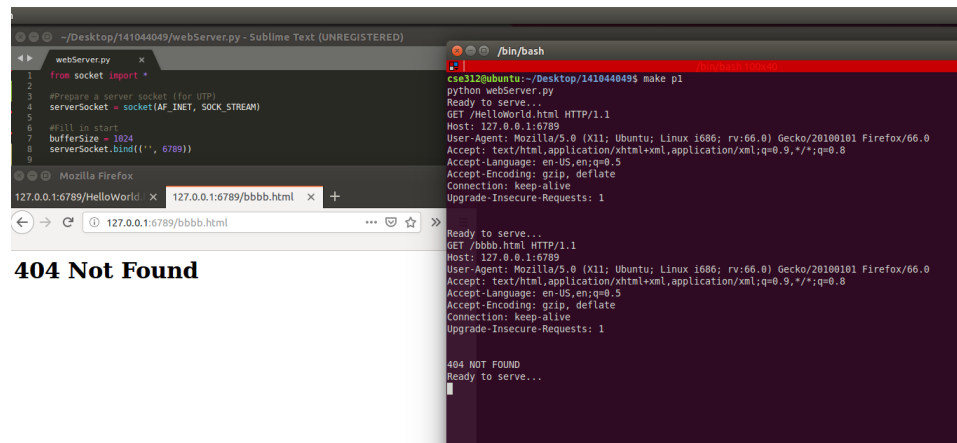 ~/Desktop/141044049/webServer.py - Sublime Text (UNREGISTERED)
webServer.py ×
1 from socket import *
2
3 #Prepare a server socket (for UTP)
4 serverSocket = socket(AF_INET, SOCK_STREAM)
5
6 #Fill in start
7 bufferSize = 1024
8 serverSocket.bind(('', 6789))
9
Mozilla Firefox
127.0.0.1:6789/HelloWorld. × 127.0.0.1:6789/bbbb.html × +
127.0.0.1:6789/bbbb.html
404 Not Found
/bin/bash
/bin/bash 100x40
cse312@ubuntu:~/Desktop/141044049$ make p1
python webServer.py
Ready to serve...
GET /HelloWorld.html HTTP/1.1
Host: 127.0.0.1:6789
User-Agent: Mozilla/5.0 (X11; Ubuntu; Linux i686; rv:66.0) Gecko/20100101 Firefox/66.0
Accept: text/html,application/xhtml+xml,application/xml;q=0.9,*/*;q=0.8
Accept-Language: en-US,en;q=0.5
Accept-Encoding: gzip, deflate
Connection: keep-alive
Upgrade-Insecure-Requests: 1
Ready to serve...
GET /bbbb.html HTTP/1.1
Host: 127.0.0.1:6789
User-Agent: Mozilla/5.0 (X11; Ubuntu; Linux i686; rv:66.0) Gecko/20100101 Firefox/66.0
Accept: text/html,application/xhtml+xml,application/xml;q=0.9,*/*;q=0.8
Accept-Language: en-US,en;q=0.5
Accept-Encoding: gzip, deflate
Connection: keep-alive
Upgrade-Insecure-Requests: 1
404 NOT FOUND
Ready to serve...